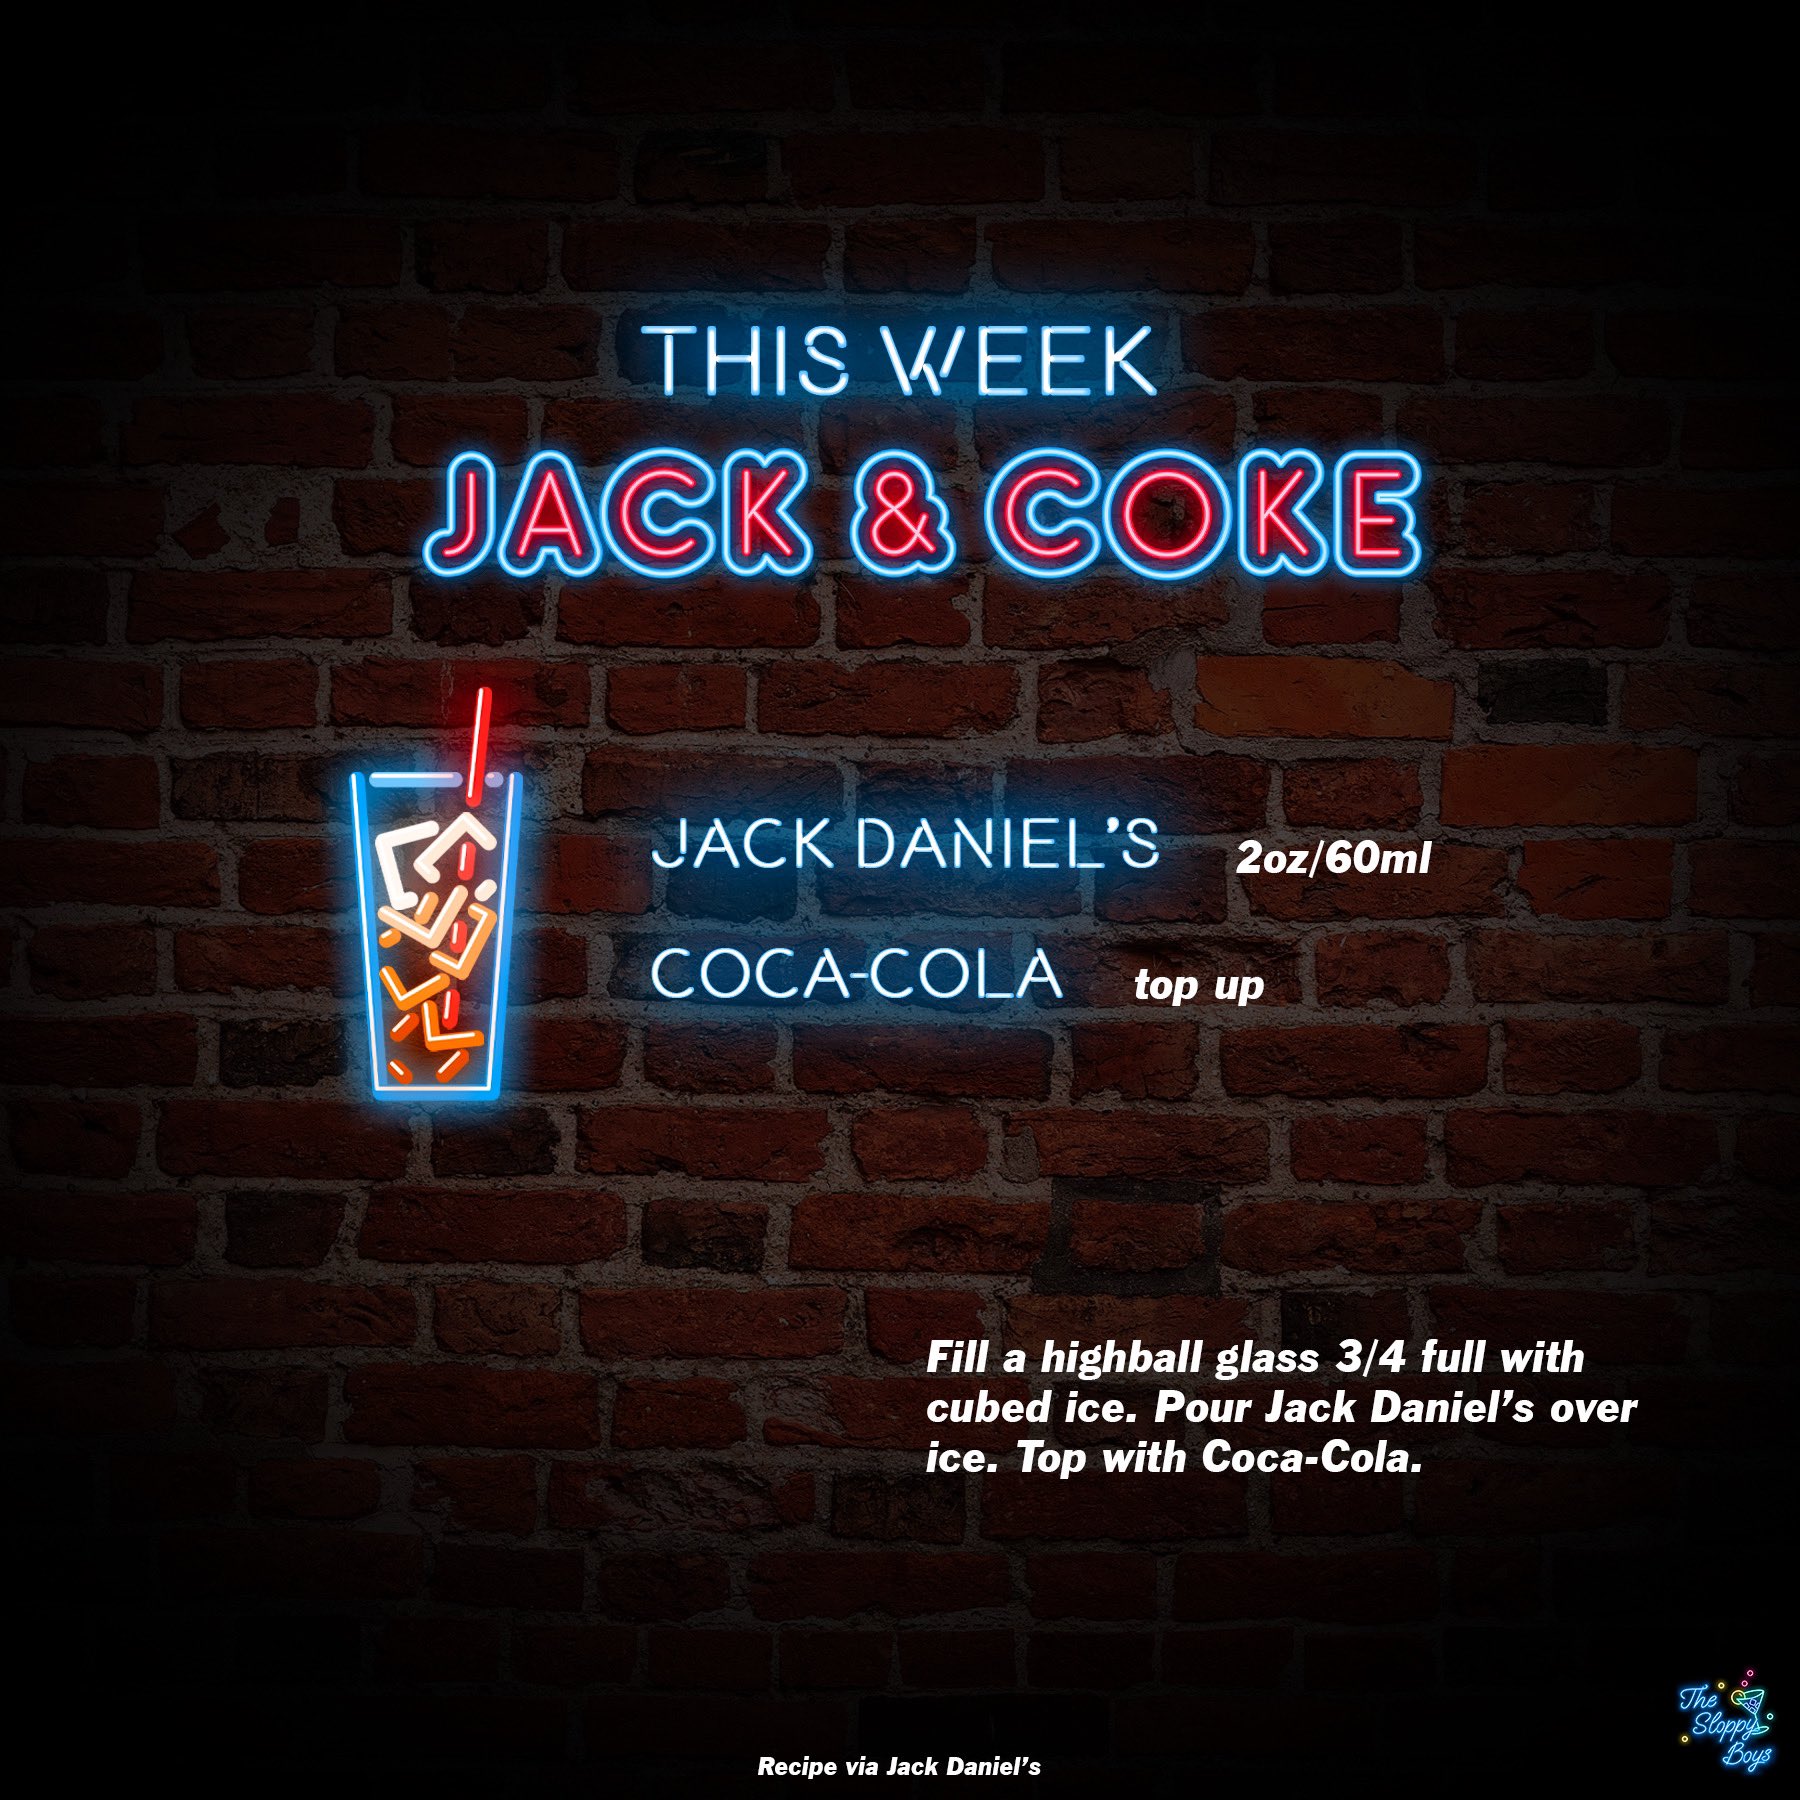 THIS WEEK
JACK & COKE
JACK DANIEL’S 2oz/60ml
COCA-COLA top up
Fill a highball glass 3/4 full with
cubed ice. Pour Jack Daniel’s over
ice. Top with Coca-Cola.
Recipe via Jack Daniel’s
The
Sloppy
Boys